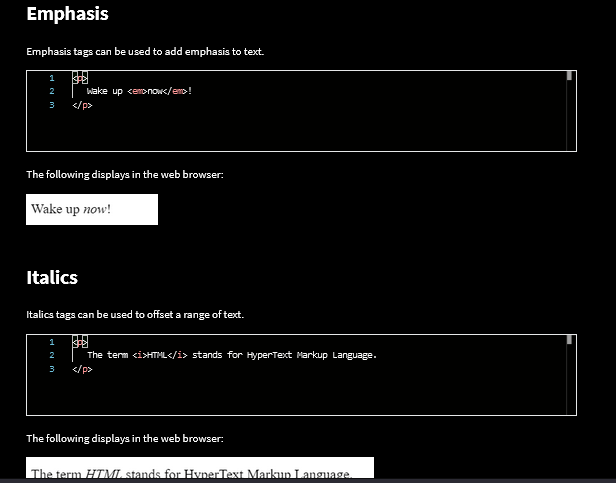 Emphasis
Emphasis tags can be used to add emphasis to text.
1 <p>
2 Wake up <em>now</em>!
3 </p>
The following displays in the web browser:
Wake up now!
Italics
Italics tags can be used to offset a range of text.
1 <p>
2 The term <i>HTML</i> stands for HyperText Markup Language.
3 </p>
The following displays in the web browser:
The term HTML stands for HyperText Markup Language.